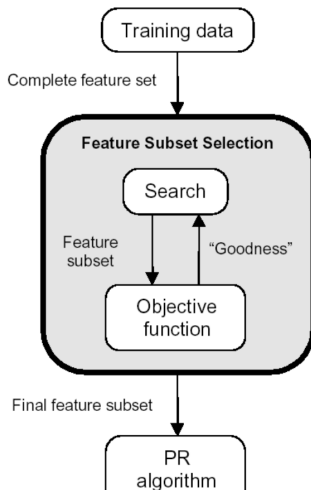 Training data
Complete feature set
Feature Subset Selection
Search
Feature
subset
“Goodness”
Objective
function
Final feature subset
PR
algorithm